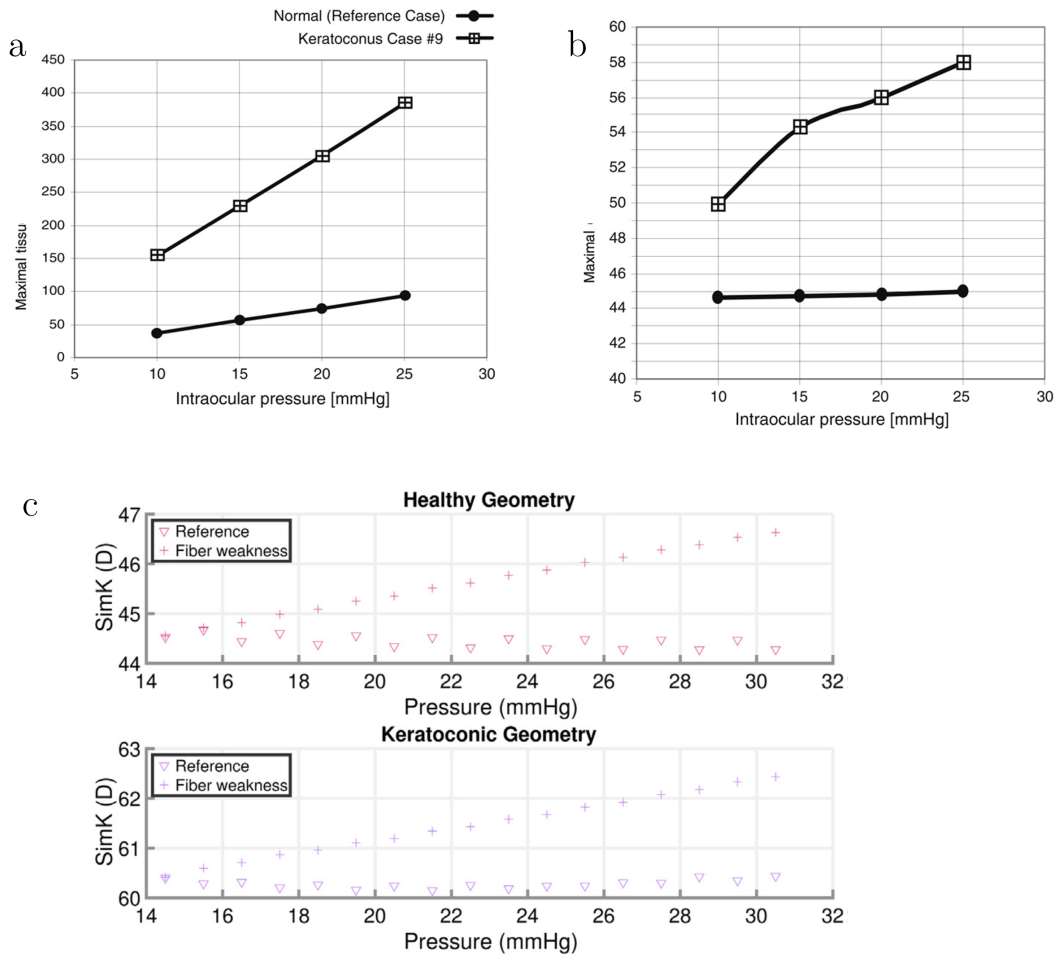 Normal (Reference Case)
Keratoconus Case #9
a
450
400
350
300
250
200
150
100
50
0
Maximal
5 10 15 20 25 30
Intraocular pressure [mmHg]
b
60
58
56
54
52
50
48
46
44
42
40
Maximal
5 10 15 20 25 30
Intraocular pressure [mmHg]
c
Healthy Geometry
47
46
45
44
SimK (D)
Reference
Fiber weakness
14 16 18 20 22 24 26 28 30 32
Pressure (mmHg)
Keratoconic Geometry
63
62
61
60
SimK (D)
Reference
Fiber weakness
14 16 18 20 22 24 26 28 30 32
Pressure (mmHg)